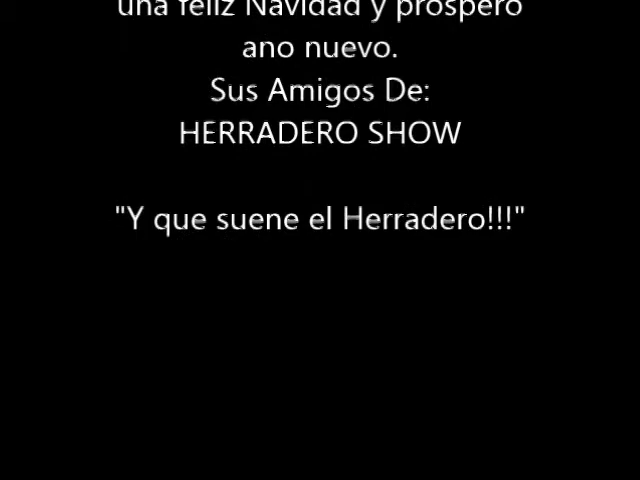 una feliz Navidad y prospero
ano nuevo.
Sus Amigos De:
HERRADERO SHOW
"Y que suene el Herradero!!!"